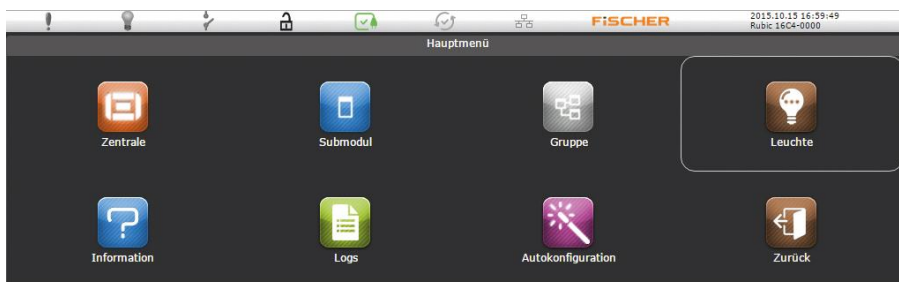 FiSCHER
2015.10.15 16:59:49
Rubic 16C4-0000
Hauptmenü
Zentrale
Submodul
Gruppe
Leuchte
Information
Logs
Autokonfiguration
Zurück